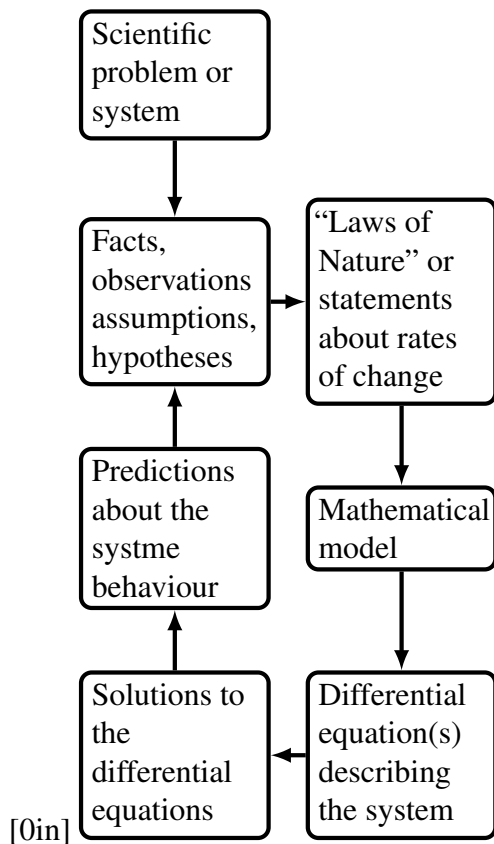 Scientific
problem or
system
Facts,
observations
assumptions,
hypotheses
“Laws of
Nature” or
statements
about rates
of change
Mathematical
model
Differential
equation(s)
describing
the system
Solutions to
the
differential
equations
Predictions
about the
systme
behaviour
[0in]